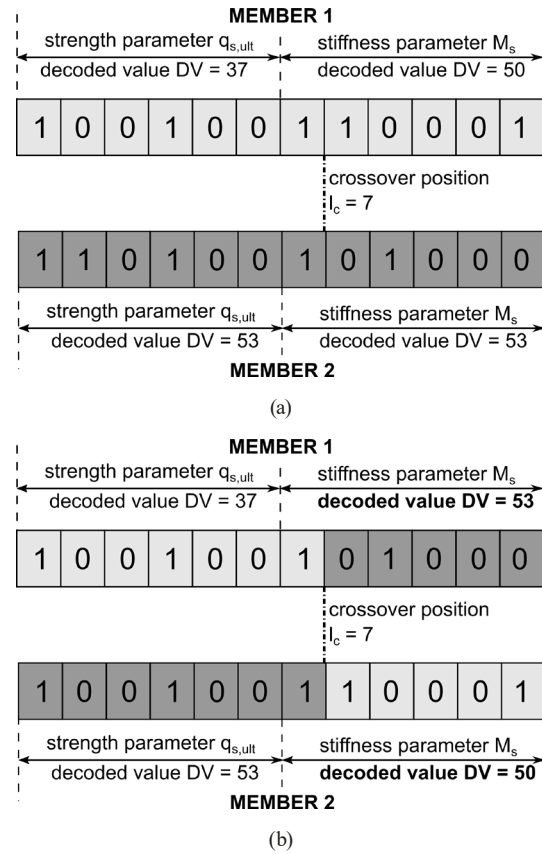 MEMBER 1
strength parameter qs,ult stiffness parameter Ms
decoded value DV = 37 decoded value DV = 50
1 0 0 1 0 0 1 1 0 0 0 1
crossover position
lc = 7
1 1 0 1 0 0 1 0 1 0 0 0
strength parameter qs,ult stiffness parameter Ms
decoded value DV = 53 decoded value DV = 53
MEMBER 2
(a)
MEMBER 1
strength parameter qs,ult stiffness parameter Ms
decoded value DV = 37 decoded value DV = 53
1 0 0 1 0 0 1 0 1 0 0 0
crossover position
lc = 7
1 0 0 1 0 0 1 1 0 0 0 1
strength parameter qs,ult stiffness parameter Ms
decoded value DV = 53 decoded value DV = 50
MEMBER 2
(b)